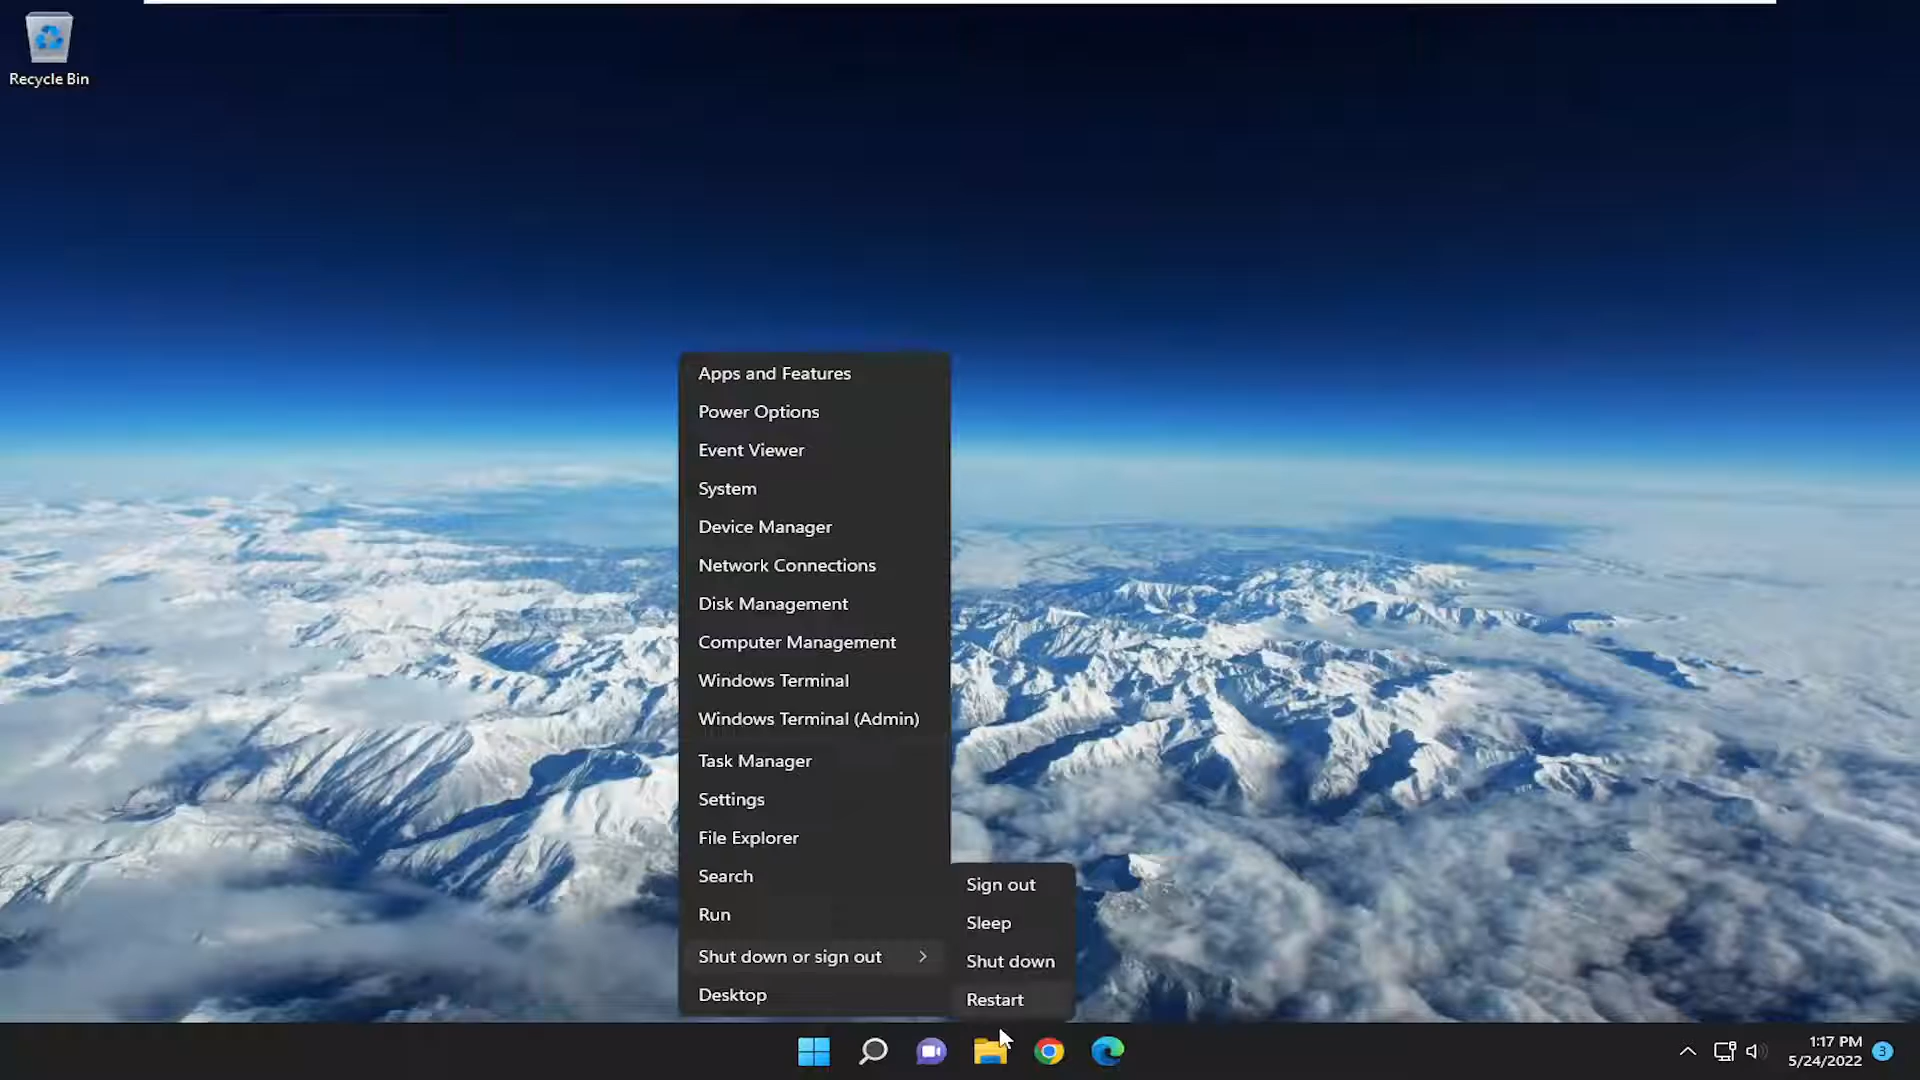 Recycle Bin
Apps and Features
Power Options
Event Viewer
System
Device Manager
Network Connections
Disk Management
Computer Management
Windows Terminal
Windows Terminal (Admin)
Task Manager
Settings
File Explorer
Search
Run
Shut down or sign out
Desktop
Sign out
Sleep
Shut down
Restart
1:17 PM
5/24/2022
3